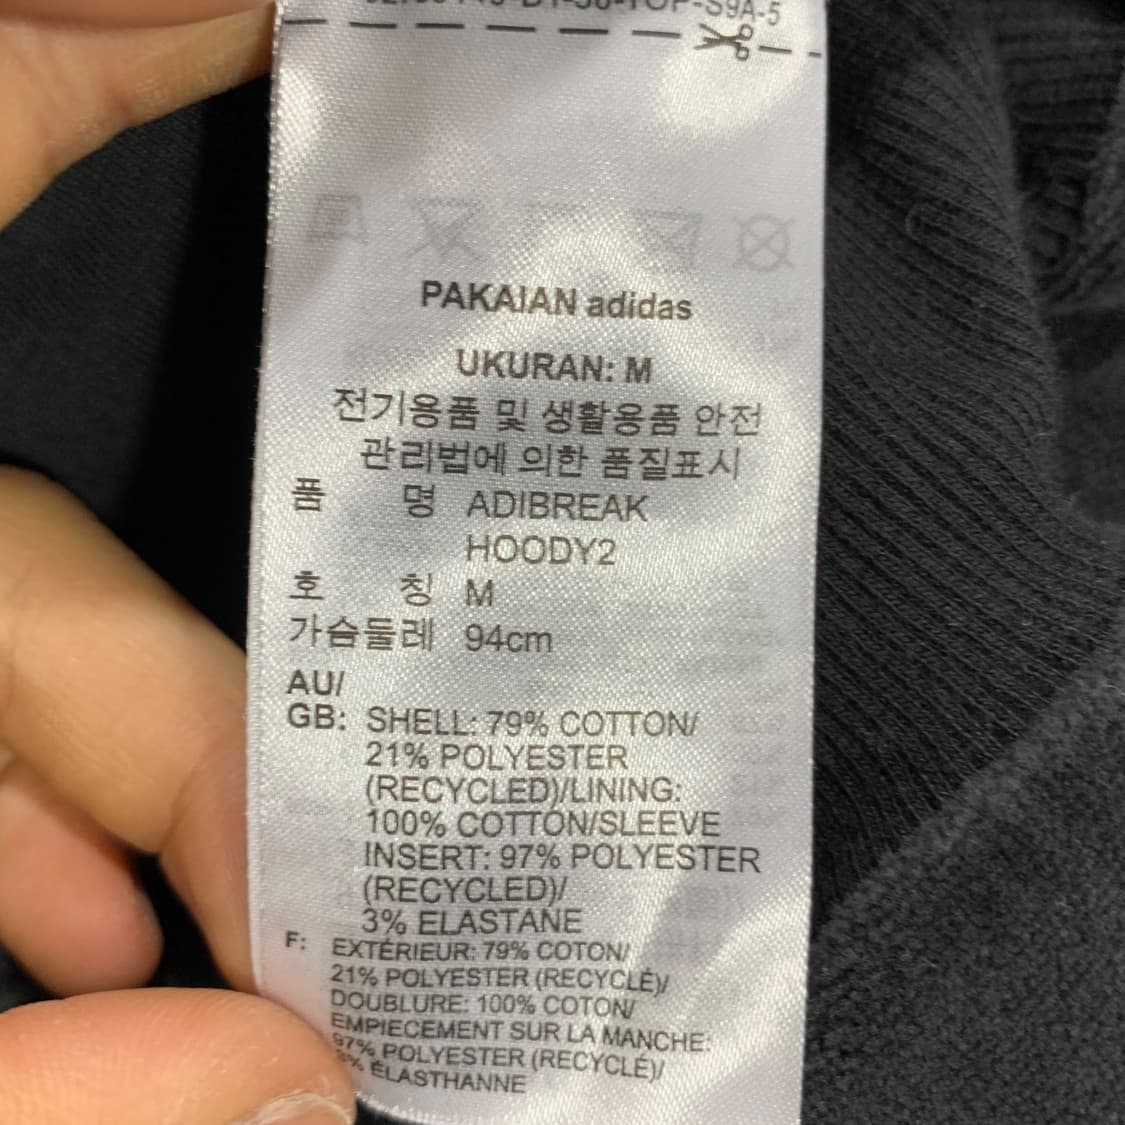 PAKAIAN adidas
UKURAN: M
전기용품 및 생활용품 안전
관리법에 의한 품질표시
품 명 ADIBREAK
HOODY2
호 칭 M
가슴둘레 94cm
AU/
GB: SHELL: 79% COTTON/
21% POLYESTER
(RECYCLED)/LINING:
100% COTTON/SLEEVE
INSERT: 97% POLYESTER
(RECYCLED)/
3% ELASTANE
F: EXTÉRIEUR: 79% COTON/
21% POLYESTER (RECYCLÉ)/
DOUBLURE: 100% COTON/
EMPIECEMENT SUR LA MANCHE:
97% POLYESTER (RECYCLÉ)/
3% ÉLASTHANNE